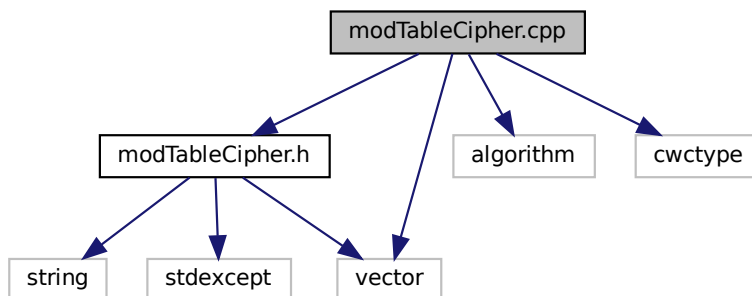 modTableCipher.cpp
modTableCipher.h
algorithm
cwctype
string
stdexcept
vector